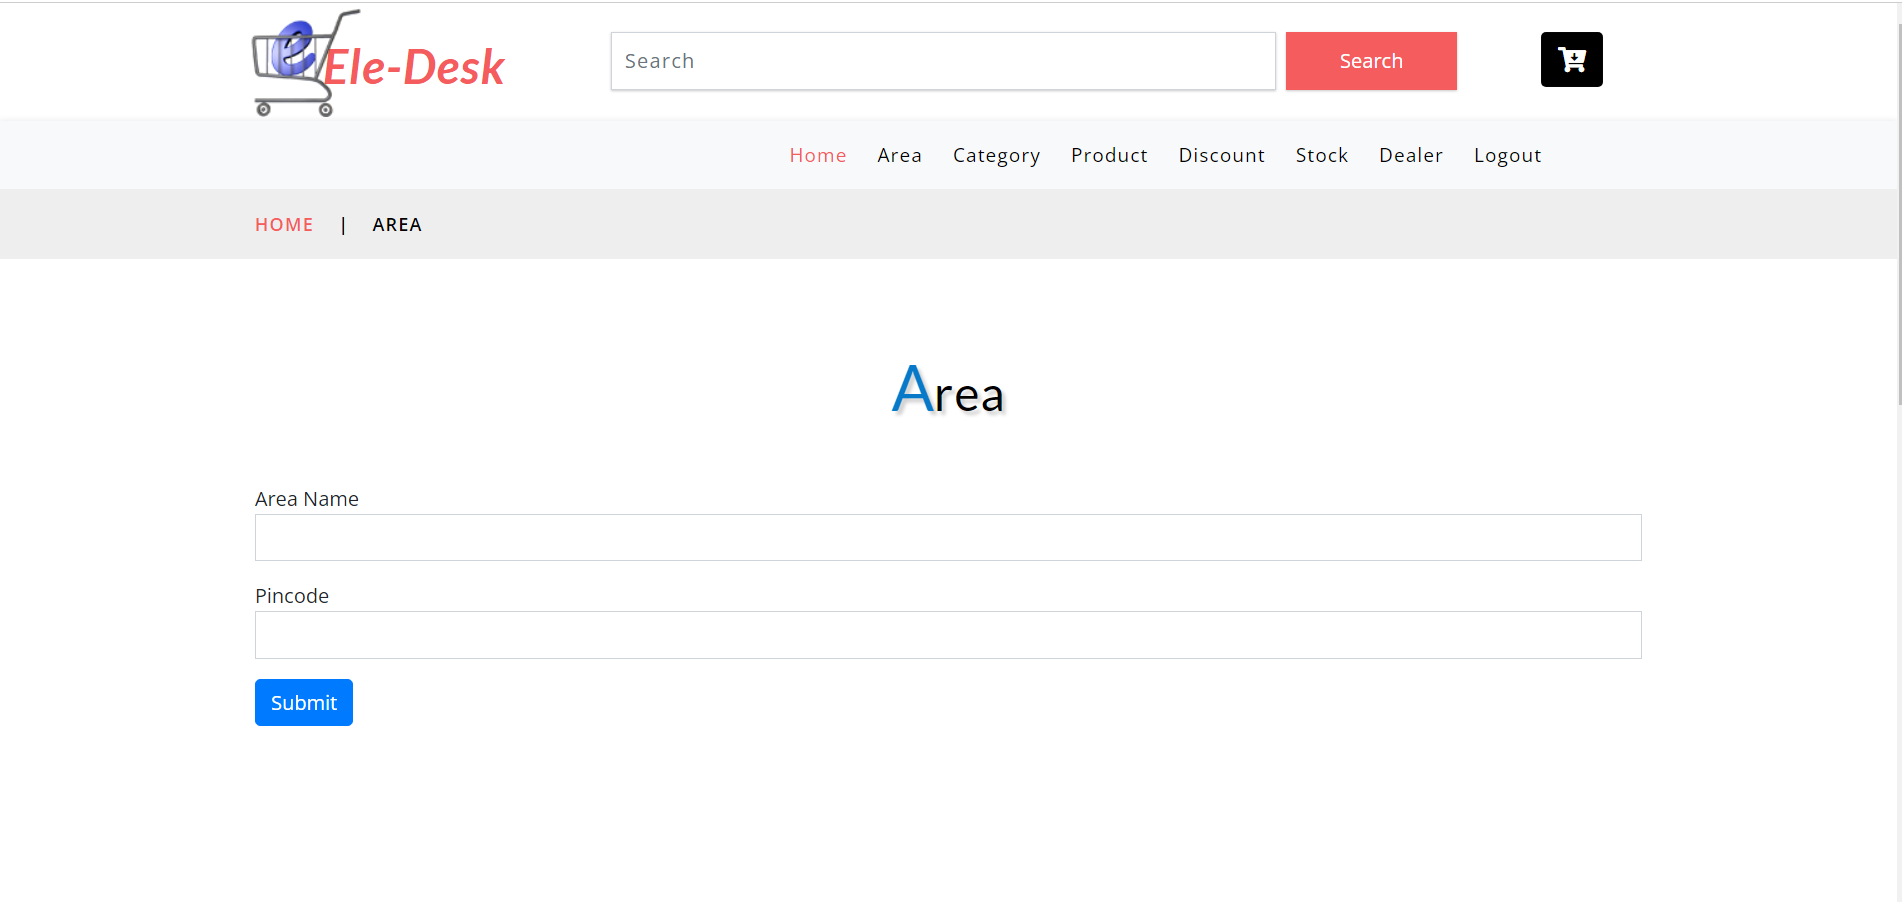 Ele-Desk
Search Search
Home Area Category Product Discount Stock Dealer Logout
HOME | AREA
Area
Area Name
Pincode
Submit